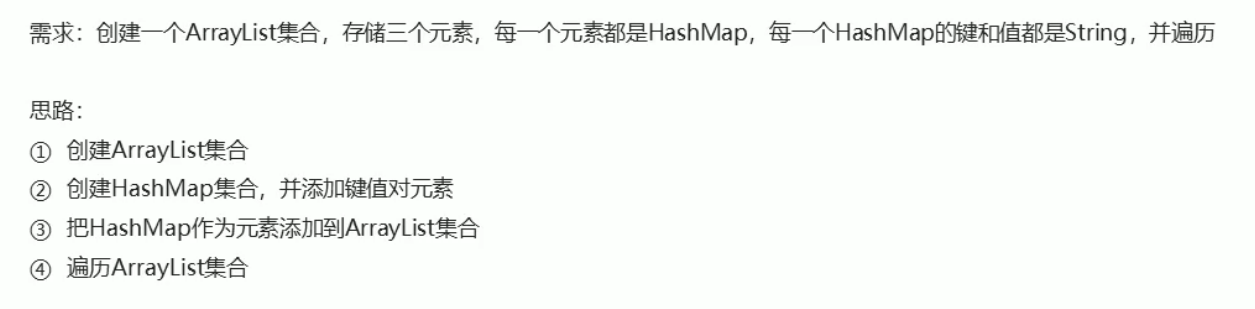 需求：创建一个ArrayList集合，存储三个元素，每一个元素都是HashMap，每一个HashMap的键和值都是String，并遍历
思路：
① 创建ArrayList集合
② 创建HashMap集合，并添加键值对元素
③ 把HashMap作为元素添加到ArrayList集合
④ 遍历ArrayList集合